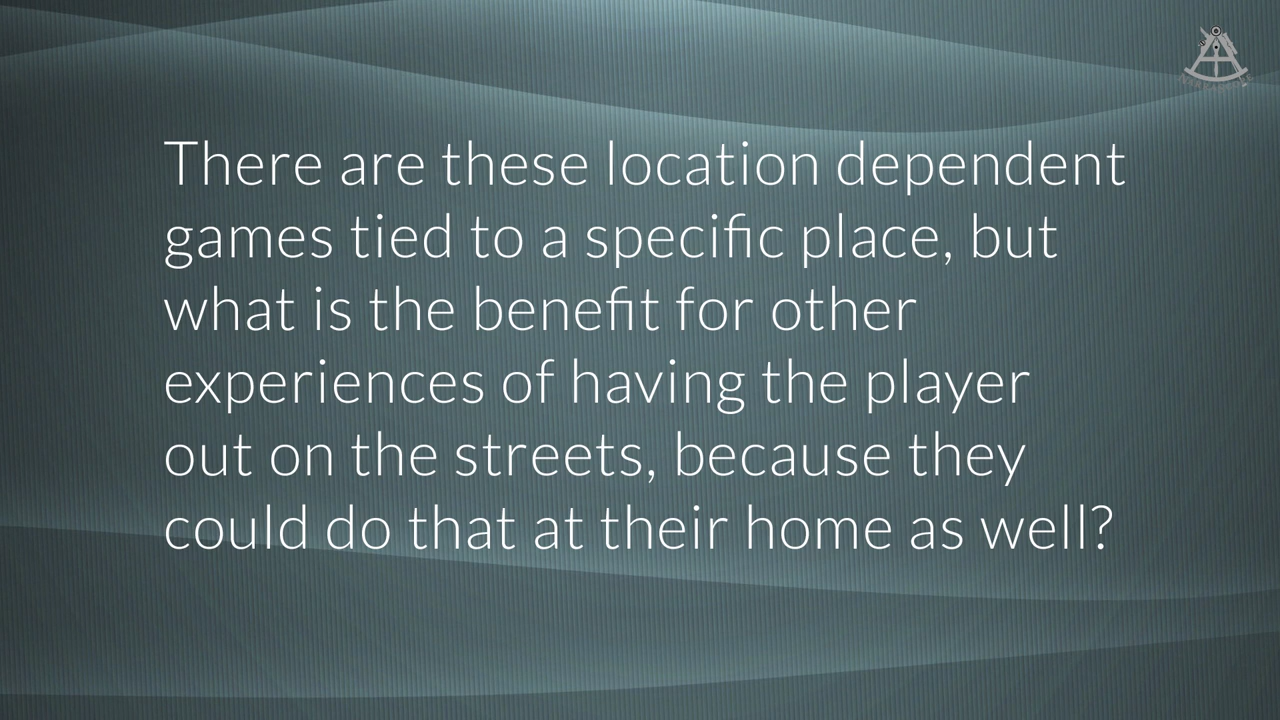 There are these location dependent
games tied to a specific place, but
what is the benefit for other
experiences of having the player
out on the streets, because they
could do that at their home as well?